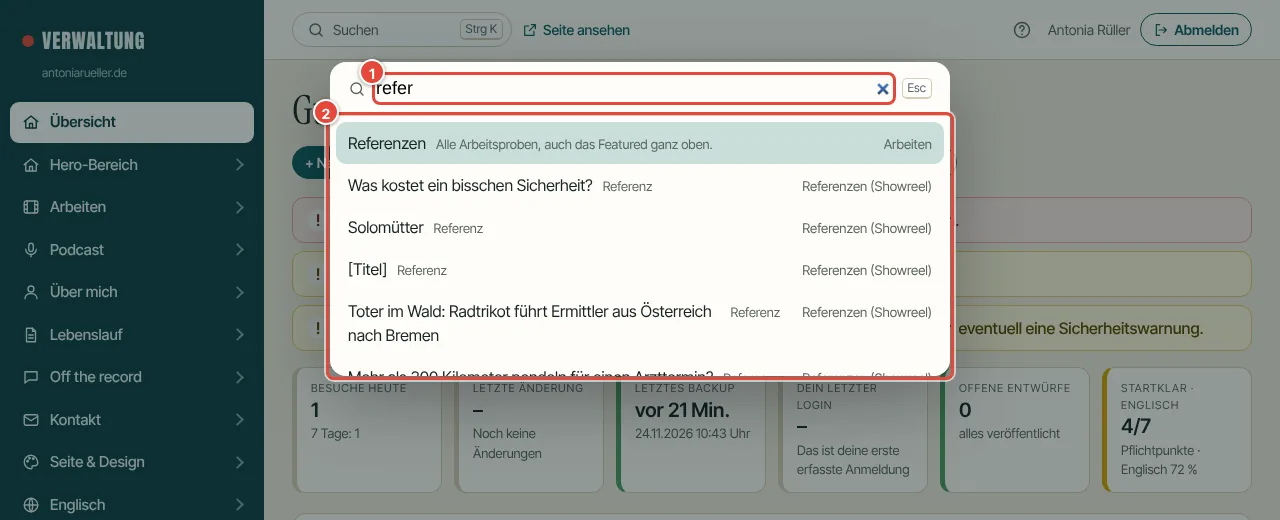 VERWALTUNG
antoniarueller.de
Übersicht
Hero-Bereich
Arbeiten
Podcast
Über mich
Lebenslauf
Off the record
Kontakt
Seite & Design
Englisch
Suchen Strg K
Seite ansehen
Antonia Rüller
Abmelden
1
refer
Esc
2
Referenzen Alle Arbeitsproben, auch das Featured ganz oben. Arbeiten
Was kostet ein bisschen Sicherheit? Referenz Referenzen (Showreel)
Solomütter Referenz Referenzen (Showreel)
[Titel] Referenz Referenzen (Showreel)
Toter im Wald: Radtrikot führt Ermittler aus Österreich Referenz Referenzen (Showreel)
nach Bremen
+ N
!
!
! eventuell eine Sicherheitswarnung.
BESUCHE HEUTE
1
7 Tage: 1
LETZTE ÄNDERUNG
–
Noch keine
Änderungen
LETZTES BACKUP
vor 21 Min.
24.11.2026 10:43 Uhr
DEIN LETZTER
LOGIN
–
Das ist deine erste
erfasste Anmeldung
OFFENE ENTWÜRFE
0
alles veröffentlicht
STARTKLAR ·
ENGLISCH
4/7
Pflichtpunkte ·
Englisch 72 %